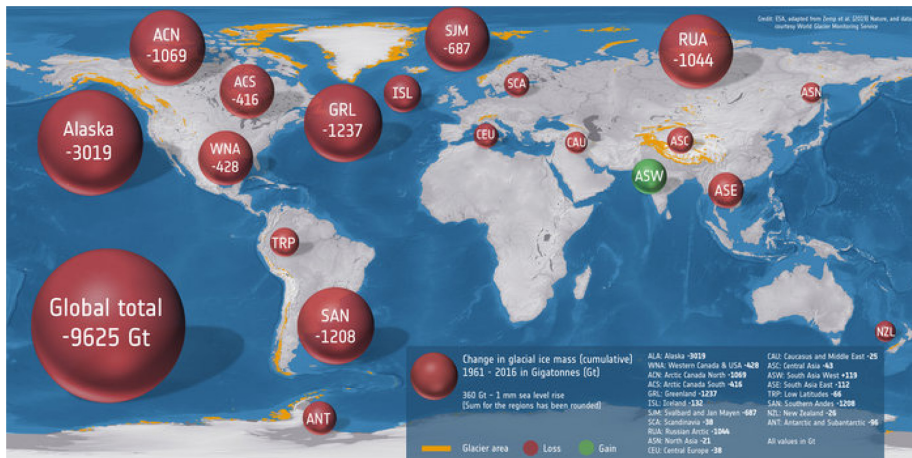 Credit: ESA, adapted from Zemp et al. (2019) Nature, and data
courtesy World Glacier Monitoring Service
ACN
-1069
SJM
-687
RUA
-1044
ACS
-416
ISL
SCA
ASN
Alaska
-3019
GRL
-1237
WNA
-428
CEU
CAU
ASC
ASW
ASE
TRP
Global total
-9625 Gt
SAN
-1208
NZL
ANT
Change in glacial ice mass (cumulative)
1961 - 2016 in Gigatonnes (Gt)
360 Gt - 1 mm sea level rise
(Sum for the regions has been rounded)
Glacier area
Loss
Gain
ALA: Alaska -3019
WNA: Western Canada & USA -428
ACN: Arctic Canada North -1069
ACS: Arctic Canada South -416
GRL: Greenland -1237
ISL: Iceland -132
SJM: Svalbard and Jan Mayen -687
SCA: Scandinavia -38
RUA: Russian Arctic -1044
ASN: North Asia -21
CEU: Central Europe -38
CAU: Caucasus and Middle East -25
ASC: Central Asia -43
ASW: South Asia West +119
ASE: South Asia East -112
TRP: Low Latitudes -66
SAN: Southern Andes -1208
NZL: New Zealand -26
ANT: Antarctic and Subantarctic -96
All values in Gt